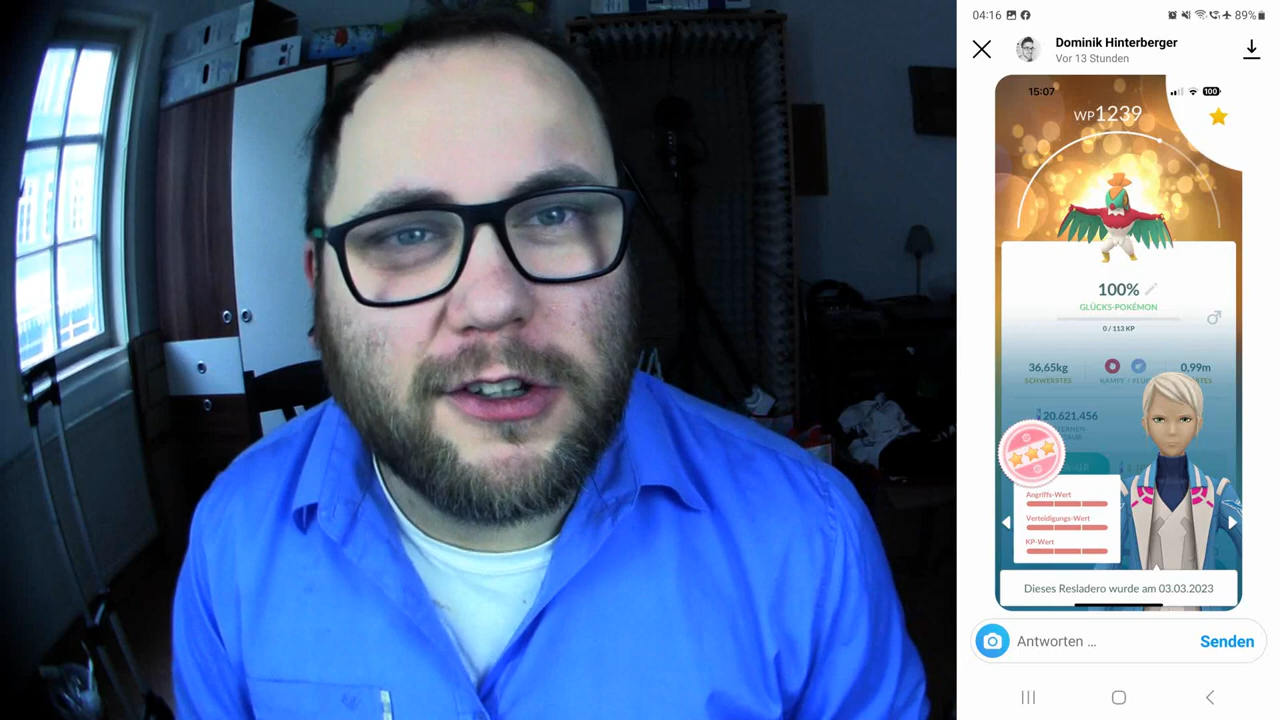 04:16
89%
Dominik Hinterberger
Vor 13 Stunden
15:07
100
WP1239
100%
GLÜCKS-POKÉMON
0 / 113 KP
36,65kg
0,99m
SCHWERSTES
KAMPF / FLUG
20.621.456
Angriffs-Wert
Verteidigungs-Wert
KP-Wert
Dieses Resladero wurde am 03.03.2023
Antworten ...
Senden